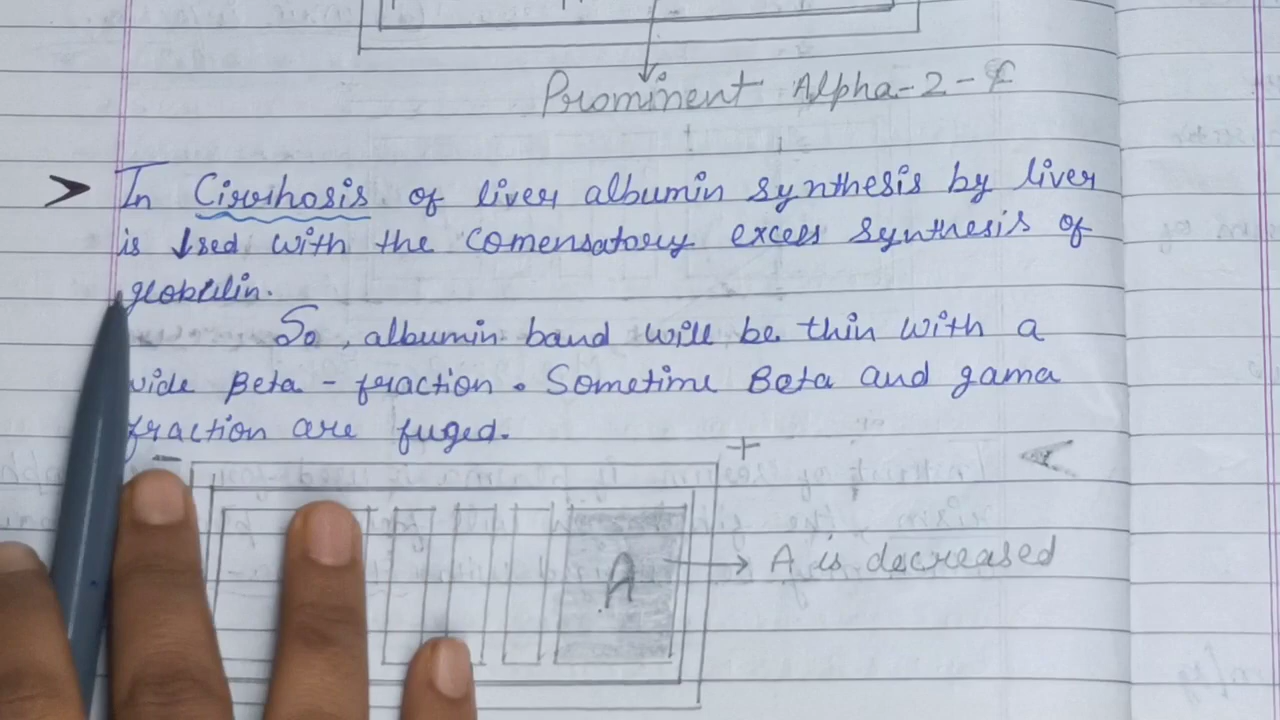 Prominent Alpha-2-f
> In Cirrhosis of liver albumin synthesis by liver
is ↓sed with the comensatory excess synthesis of
globulin.
So, albumin band will be thin with a
wide Beta - fraction. Sometime Beta and gama
fraction are fuged.
- +
A → A is decreased